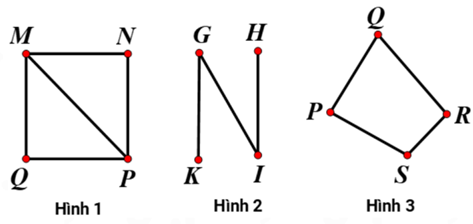 M N G H Q
P R
Q P K I S
Hình 1 Hình 2 Hình 3